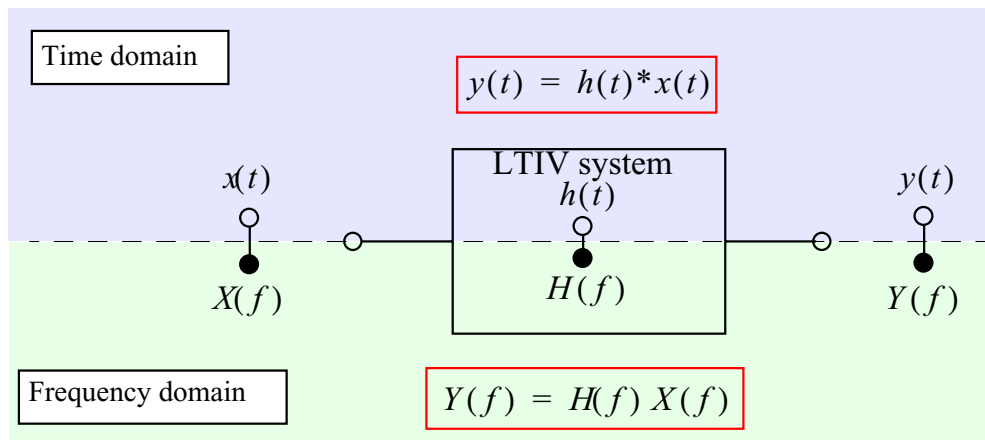 Time domain
y(t) = h(t)*x(t)
LTIV system
x(t)
h(t)
y(t)
X(f)
H(f)
Y(f)
Frequency domain
Y(f) = H(f) X(f)